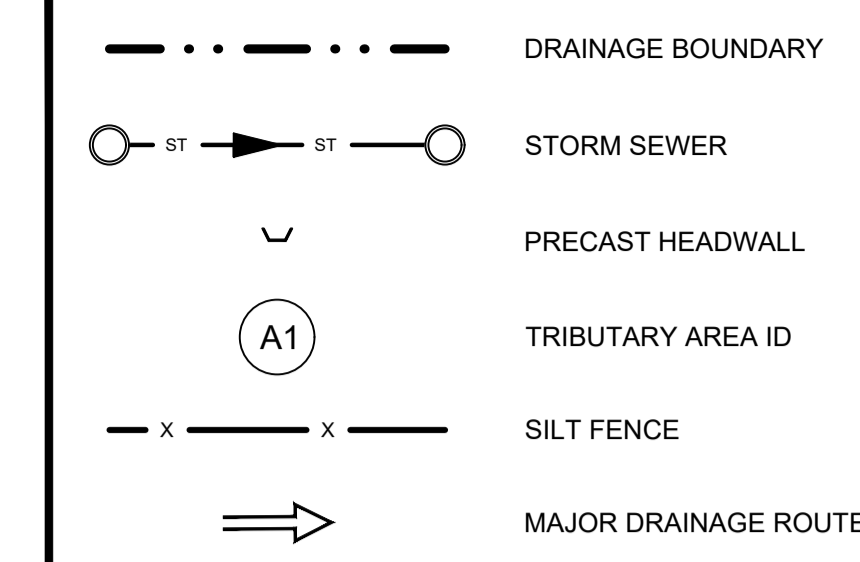 DRAINAGE BOUNDARY
ST ST STORM SEWER
PRECAST HEADWALL
A1 TRIBUTARY AREA ID
X X SILT FENCE
MAJOR DRAINAGE ROUTE